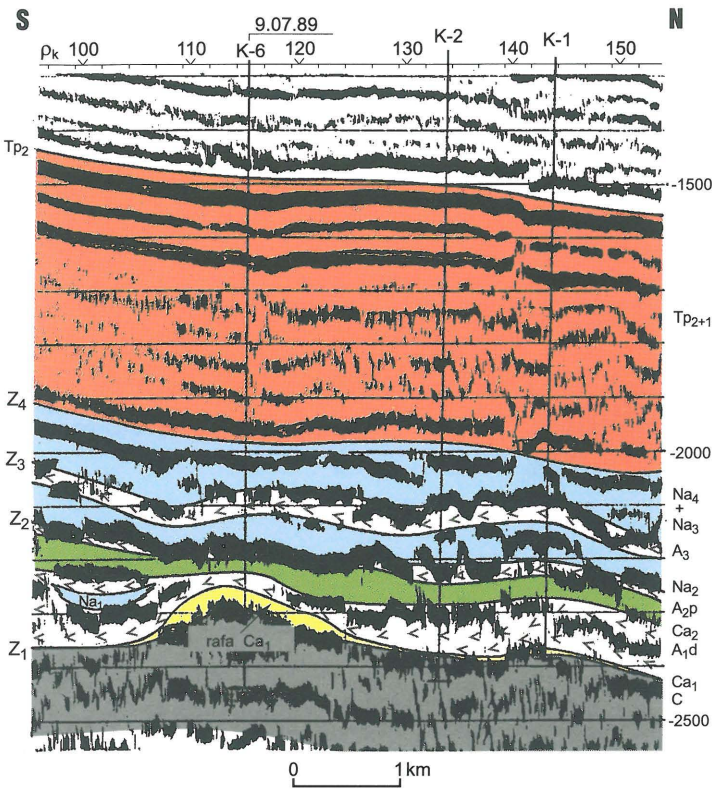 S N
9.07.89
ρk 100 110 K-6 120 130 K-2 140 K-1 150
Tp2
-1500
Tp2+1
Z4
-2000
Z3
Na4
+
Na3
Z2
A3
Na2
Na1
A2p
Ca2
rafa Ca1
Z1
A1d
Ca1
C
-2500
0 1 km